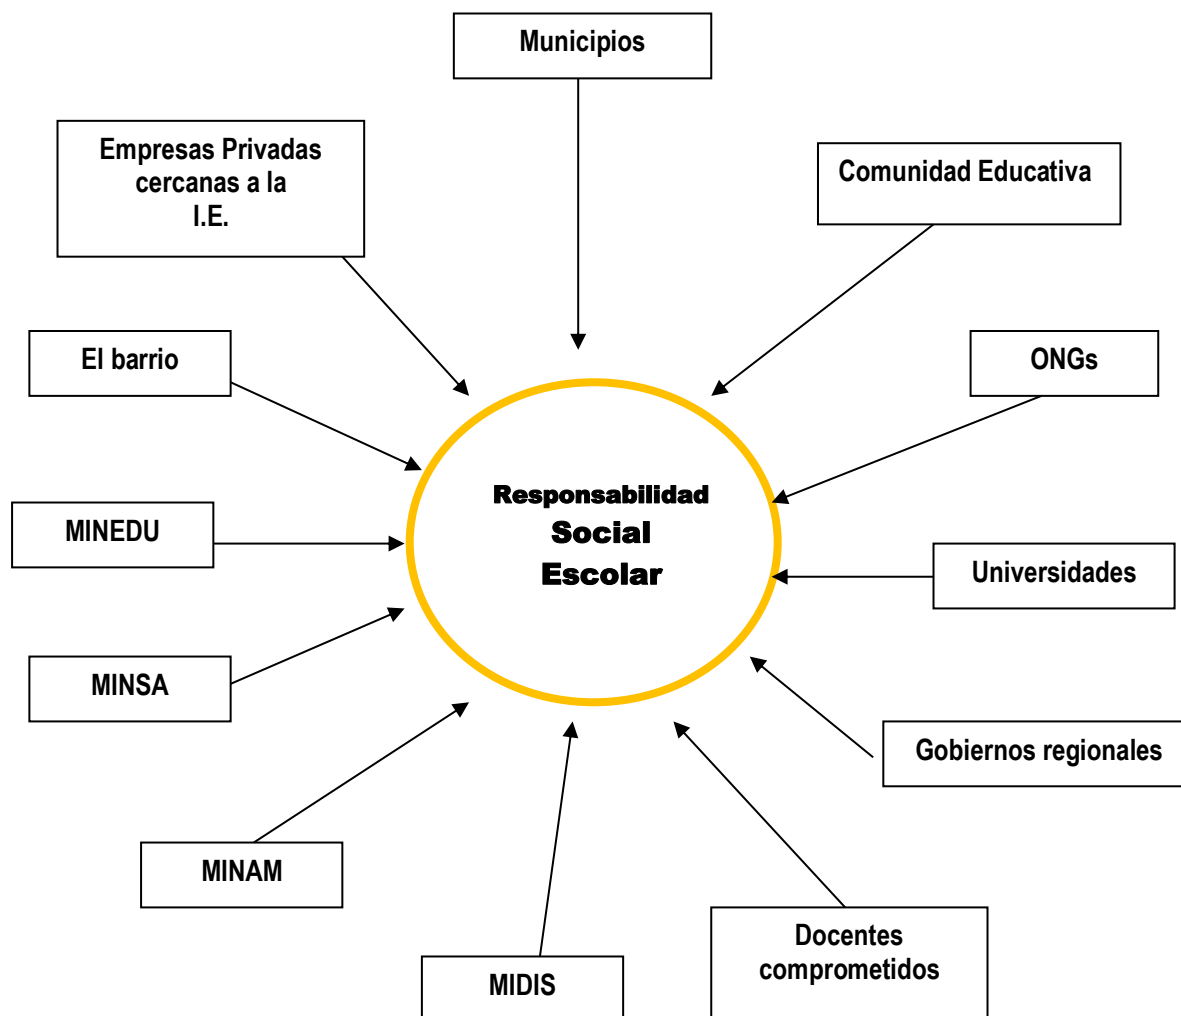 Municipios
Empresas Privadas
cercanas a la
I.E.
Comunidad Educativa
El barrio
ONGs
Responsabilidad
Social
Escolar
MINEDU
Universidades
MINSA
Gobiernos regionales
MINAM
Docentes
comprometidos
MIDIS